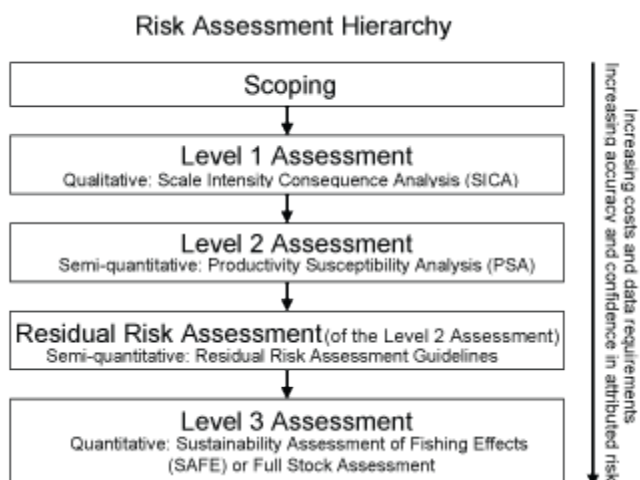 Risk Assessment Hierarchy
Scoping
Level 1 Assessment
Qualitative: Scale Intensity Consequence Analysis (SICA)
Level 2 Assessment
Semi-quantitative: Productivity Susceptibility Analysis (PSA)
Residual Risk Assessment (of the Level 2 Assessment)
Semi-quantitative: Residual Risk Assessment Guidelines
Level 3 Assessment
Quantitative: Sustainability Assessment of Fishing Effects
(SAFE) or Full Stock Assessment
Increasing costs and data requirements
Increasing accuracy and confidence in attributed risk